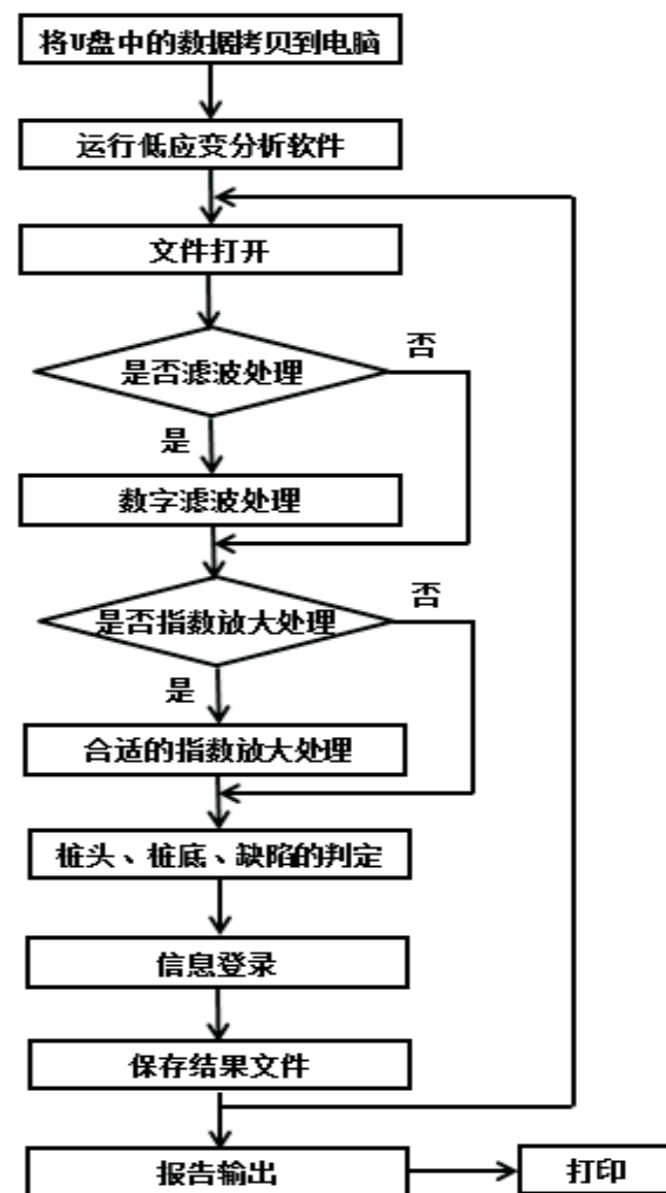 将U盘中的数据拷贝到电脑
运行低应变分析软件
文件打开
是否滤波处理
否
是
数字滤波处理
是否指数放大处理
否
是
合适的指数放大处理
桩头、桩底、缺陷的判定
信息登录
保存结果文件
报告输出
打印